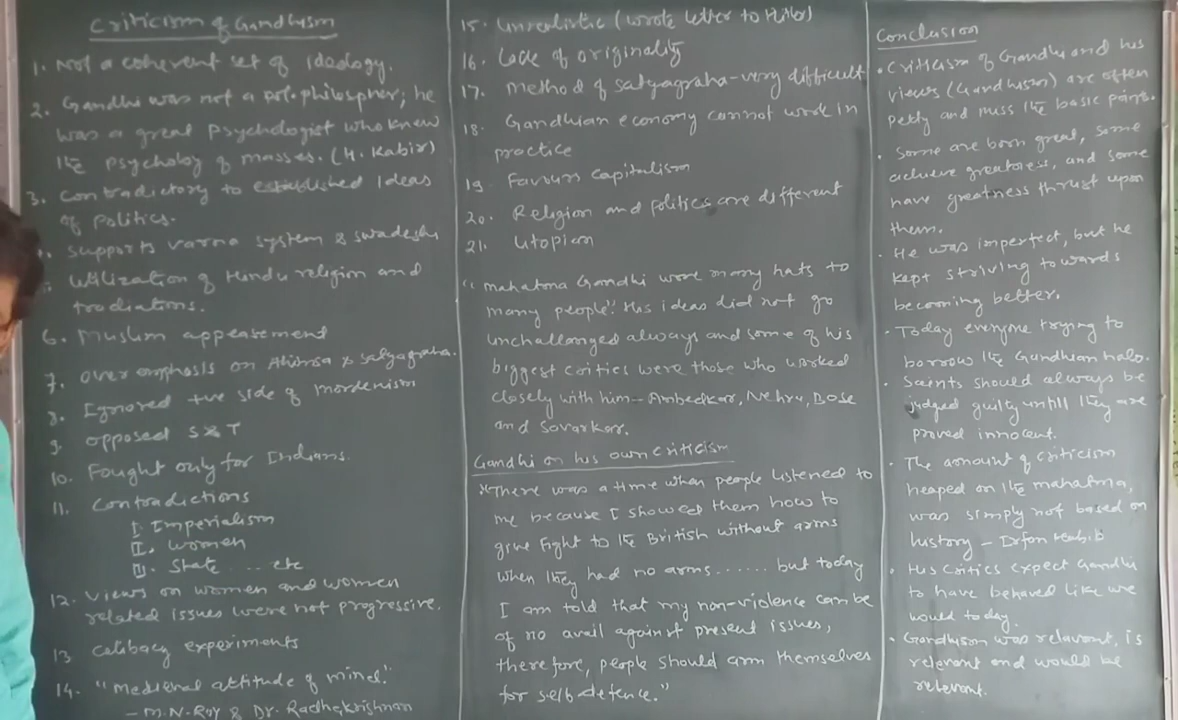 Criticism of Gandhism
1. Not a coherent set of ideology.
2. Gandhi was not a pol. philospher; he
was a great psychologist who knew
the psycholoy of masses. (H. Kabir)
3. Contradictory to established ideas
of politics.
supports varna system & swadeshi
Utilization of Hindu religion and
tradiations.
6. Muslim appeasement
7. Over emphasis on Ahimsa & Satyagraha.
8. Ignored +ve side of mordenism
9. opposed S&T
10. Fought only for Indians.
11. Contradictions
I. Imperialism
II. Women
III. State .... etc
12. Views on women and women
related issues were not progressive.
13. Celibacy experiments
14. "Medieval attitude of mind."
- M.N. Roy & Dr. Radhakrishnan
15. Unrealistic (wrote letter to Hitler)
16. Lack of originality
17. Method of Satyagraha - very difficult
18. Gandhian economy cannot work in
practice
19. Favours Capitalism
20. Religion and politics are different
21. Utopian
"Mahatma Gandhi wore many hats to
many people". His ideas did not go
unchallenged always and some of his
biggest critics were those who worked
closely with him - Ambedkar, Nehru, Bose
and Savarkar.
Gandhi on his own criticism
"There was a time when people listened to
me because I showed them how to
give fight to the British without arms
when they had no arms...... but today
I am told that my non-violence can be
of no avail against present issues,
therefore, people should arm themselves
for self defence."
Conclusion
• Criticism of Gandhi and his
views (Gandhism) are often
petty and miss the basic points.
• Some are born great, some
achieve greatness, and some
have greatness thrust upon
them.
• He was imperfect, but he
kept striving towards
becoming better.
• Today everyone trying to
borrow the Gandhian halo.
• Saints should always be
judged guilty untill they are
proved innocent.
• The amount of criticism
heaped on the mahatma,
was simply not based on
history - Irfan Habib
• His critics expect Gandhi
to have behaved like we
would today.
• Gandhism was relavant, is
relevant and would be
relevant.